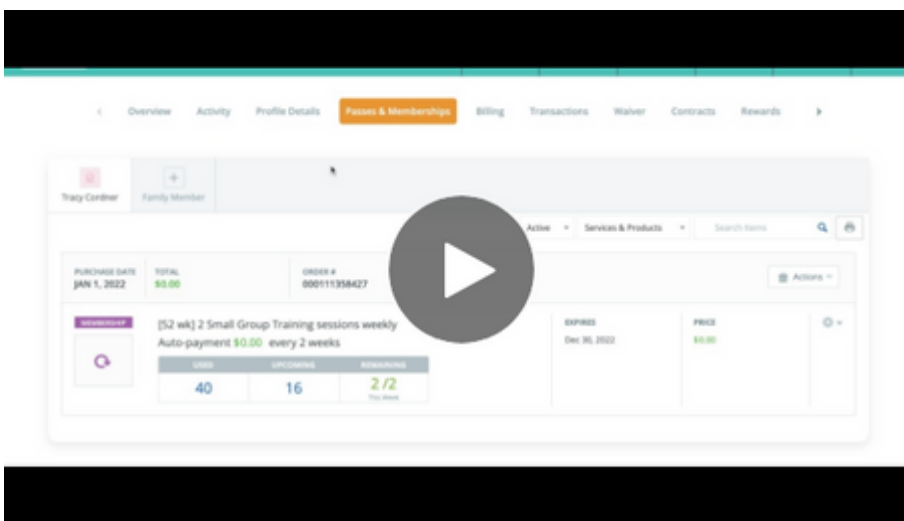 Overview Activity Profile Details Passes & Memberships Billing Transactions Waiver Contracts Rewards
Tracy Cordner Family Member
Active Services & Products Search items
PURCHASE DATE TOTAL ORDER #
JAN 1, 2022 $0.00 000111358427
Actions
MEMBERSHIP
[52 wk] 2 Small Group Training sessions weekly
Auto-payment $0.00 every 2 weeks
USED UPCOMING REMAINING
40 16 2 /2
This Week
EXPIRES PRICE
Dec 30, 2022 $0.00